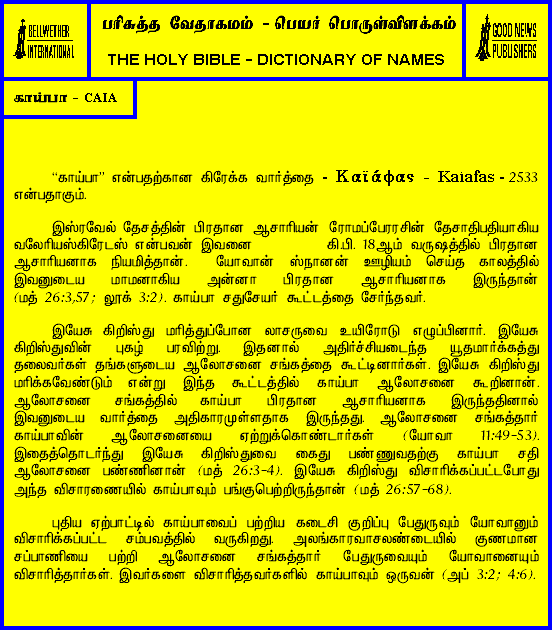 BELLWETHER
INTERNATIONAL
பரிசுத்த வேதாகமம் - பெயர் பொருள்விளக்கம்
THE HOLY BIBLE - DICTIONARY OF NAMES
GOOD NEWS
PUBLISHERS
காய்பா - CAIA
“காய்பா” என்பதற்கான கிரேக்க வார்த்தை - Καϊάφας - Kaiafas - 2533
என்பதாகும்.
இஸ்ரவேல் தேசத்தின் பிரதான ஆசாரியன் ரோமப்பேரரசின் தேசாதிபதியாகிய
வலேரியஸ்கிரேடஸ் என்பவன் இவனை கி.பி. 18ஆம் வருஷத்தில் பிரதான
ஆசாரியனாக நியமித்தான். யோவான் ஸ்நானன் ஊழியம் செய்த காலத்தில்
இவனுடைய மாமனாகிய அன்னா பிரதான ஆசாரியனாக இருந்தான்
(மத் 26:3,57; லூக் 3:2). காய்பா சதுசேயர் கூட்டத்தை சேர்ந்தவர்.
இயேசு கிறிஸ்து மரித்துப்போன லாசருவை உயிரோடு எழுப்பினார். இயேசு
கிறிஸ்துவின் புகழ் பரவிற்று. இதனால் அதிர்ச்சியடைந்த யூதமார்க்கத்து
தலைவர்கள் தங்களுடைய ஆலோசனை சங்கத்தை கூட்டினார்கள். இயேசு கிறிஸ்து
மரிக்கவேண்டும் என்று இந்த கூட்டத்தில் காய்பா ஆலோசனை கூறினான்.
ஆலோசனை சங்கத்தில் காய்பா பிரதான ஆசாரியனாக இருந்ததினால்
இவனுடைய வார்த்தை அதிகாரமுள்ளதாக இருந்தது. ஆலோசனை சங்கத்தார்
காய்பாவின் ஆலோசனையை ஏற்றுக்கொண்டார்கள் (யோவா 11:49-53).
இதைத்தொடர்ந்து இயேசு கிறிஸ்துவை கைது பண்ணுவதற்கு காய்பா சதி
ஆலோசனை பண்ணினான் (மத் 26:3-4). இயேசு கிறிஸ்து விசாரிக்கப்பட்டபோது
அந்த விசாரணையில் காய்பாவும் பங்குபெற்றிருந்தான் (மத் 26:57-68).
புதிய ஏற்பாட்டில் காய்பாவைப் பற்றிய கடைசி குறிப்பு பேதுருவும் யோவானும்
விசாரிக்கப்பட்ட சம்பவத்தில் வருகிறது. அலங்காரவாசலண்டையில் குணமான
சப்பாணியை பற்றி ஆலோசனை சங்கத்தார் பேதுருவையும் யோவானையும்
விசாரித்தார்கள். இவர்களை விசாரித்தவர்களில் காய்பாவும் ஒருவன் (அப் 3:2; 4:6).